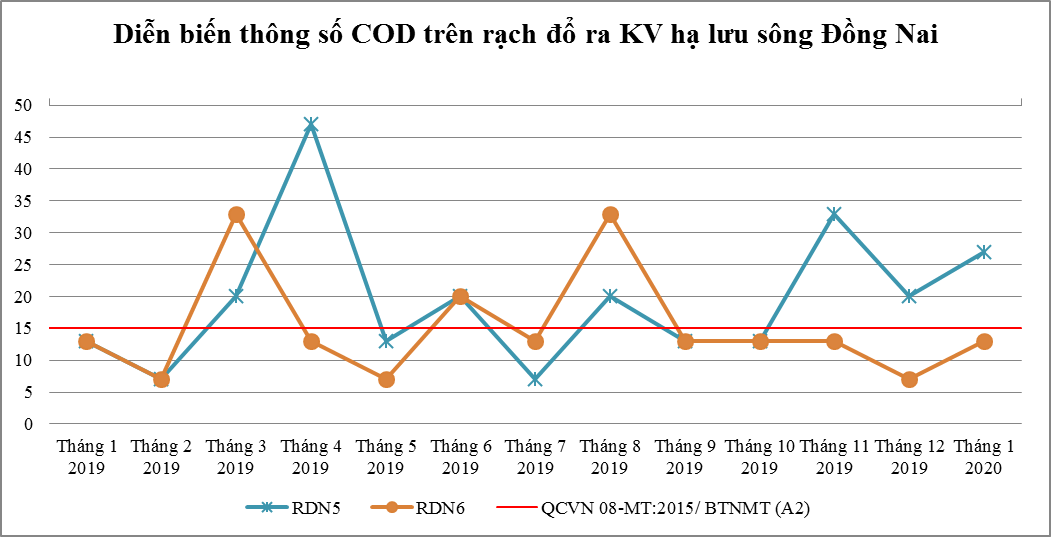 Diễn biến thông số COD trên rạch đổ ra KV hạ lưu sông Đồng Nai
50
45
40
35
30
25
20
15
10
5
0
Tháng 1 Tháng 2 Tháng 3 Tháng 4 Tháng 5 Tháng 6 Tháng 7 Tháng 8 Tháng 9 Tháng 10 Tháng 11 Tháng 12 Tháng 1
2019 2019 2019 2019 2019 2019 2019 2019 2019 2019 2019 2019 2020
RDN5 RDN6 QCVN 08-MT:2015/ BTNMT (A2)